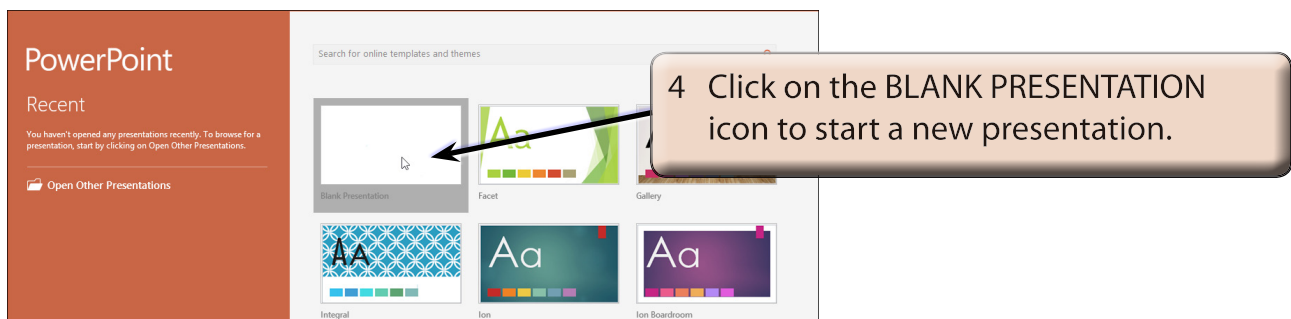 PowerPoint
Recent
You haven't opened any presentations recently. To browse for a
presentation, start by clicking on Open Other Presentations.
Open Other Presentations
Search for online templates and themes
4 Click on the BLANK PRESENTATION
icon to start a new presentation.
Aa
Blank Presentation
Facet
Gallery
AA
Aa
Aa
Integral
Ion
Ion Boardroom